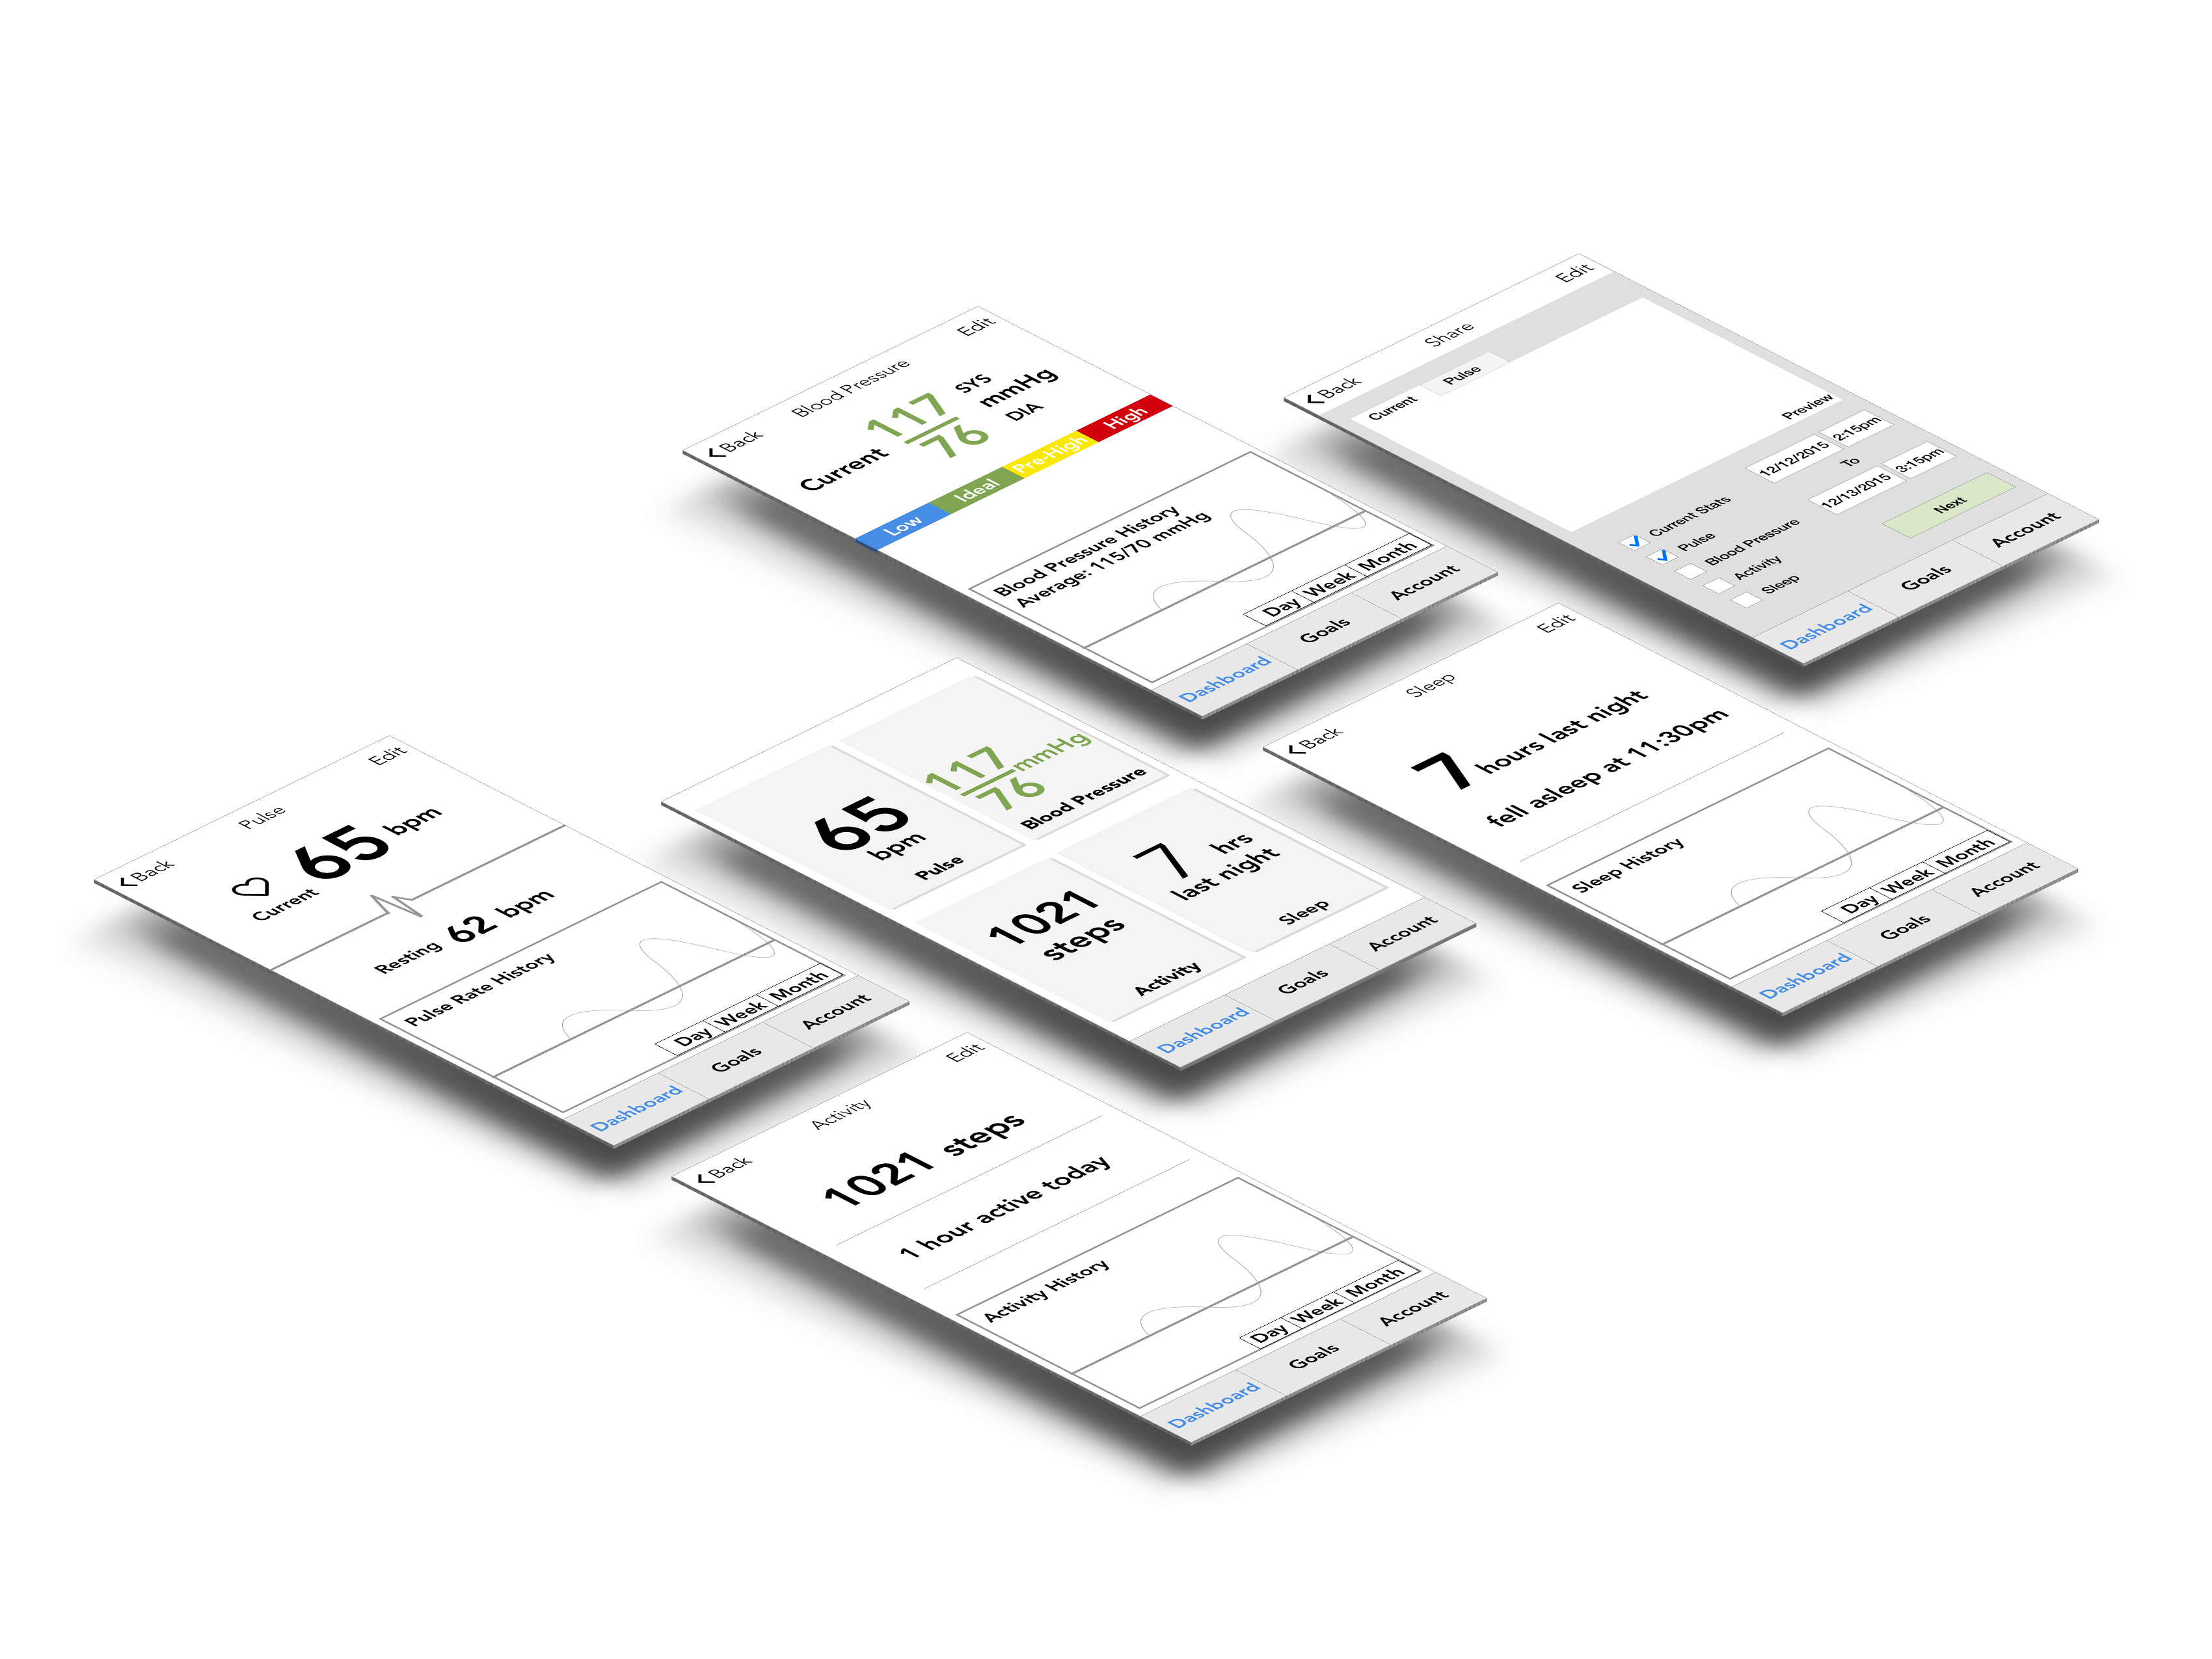 Back
Blood Pressure
Edit
Current
117
76
SYS
mmHg
DIA
Low
Ideal
Pre-High
High
Blood Pressure History
Average: 115/70 mmHg
Day
Week
Month
Dashboard
Goals
Account
Back
Share
Edit
Current
Pulse
Preview
Current Stats
Pulse
Blood Pressure
Activity
Sleep
12/12/2015
2:15pm
To
12/13/2015
3:15pm
Next
Dashboard
Goals
Account
Back
Pulse
Edit
Current
65 bpm
Resting 62 bpm
Pulse Rate History
Day
Week
Month
Dashboard
Goals
Account
65
bpm
Pulse
117
76
mmHg
Blood Pressure
1021
steps
Activity
7 hrs
last night
Sleep
Dashboard
Goals
Account
Back
Sleep
Edit
7 hours last night
fell asleep at 11:30pm
Sleep History
Day
Week
Month
Dashboard
Goals
Account
Back
Activity
Edit
1021 steps
1 hour active today
Activity History
Day
Week
Month
Dashboard
Goals
Account